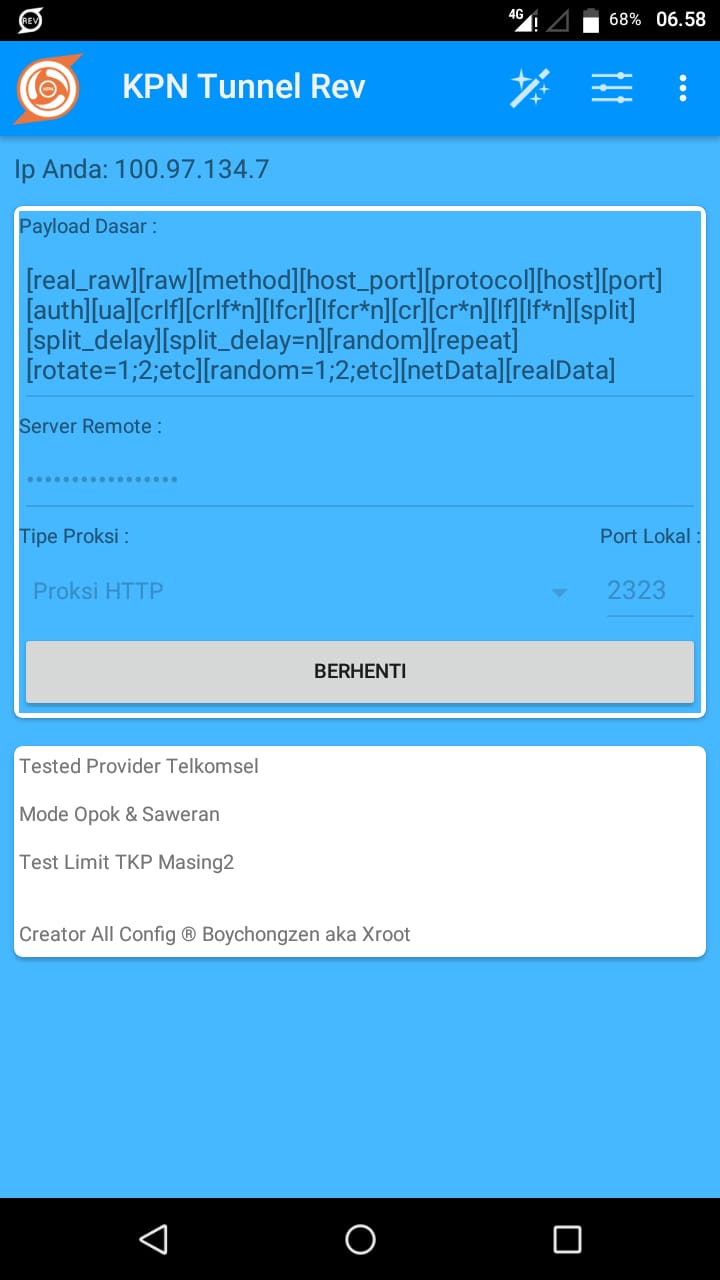 REV
4G
68%
06.58
KPN Tunnel Rev
Ip Anda: 100.97.134.7
Payload Dasar :
[real_raw][raw][method][host_port][protocol][host][port]
[auth][ua][crlf][crlf*n][lfcr][lfcr*n][cr][cr*n][lf][lf*n][split]
[split_delay][split_delay=n][random][repeat]
[rotate=1;2;etc][random=1;2;etc][netData][realData]
Server Remote :
•••••••••••••••••
Tipe Proksi :
Port Lokal :
Proksi HTTP
2323
BERHENTI
Tested Provider Telkomsel
Mode Opok & Saweran
Test Limit TKP Masing2
Creator All Config ® Boychongzen aka Xroot